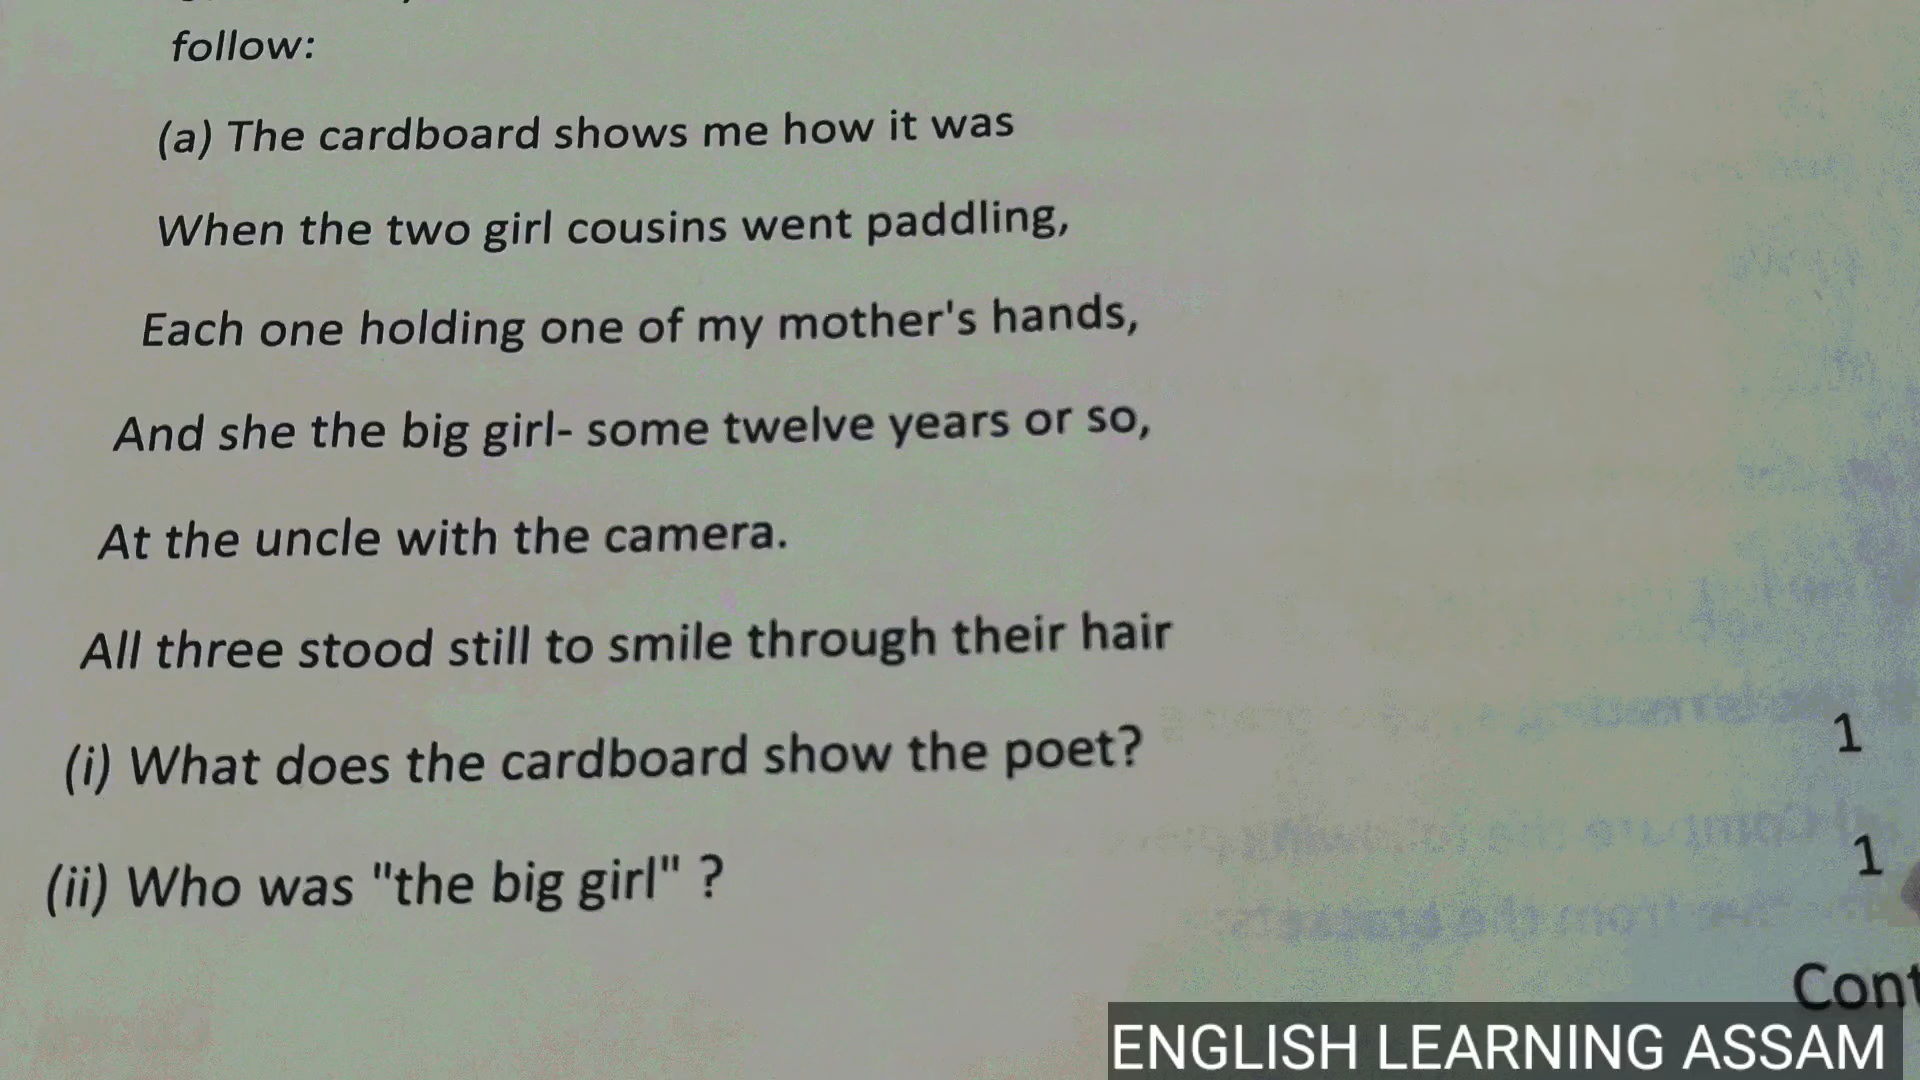 follow:
(a) The cardboard shows me how it was
When the two girl cousins went paddling,
Each one holding one of my mother's hands,
And she the big girl- some twelve years or so,
At the uncle with the camera.
All three stood still to smile through their hair
(i) What does the cardboard show the poet? 1
(ii) Who was "the big girl" ? 1
Cont
ENGLISH LEARNING ASSAM